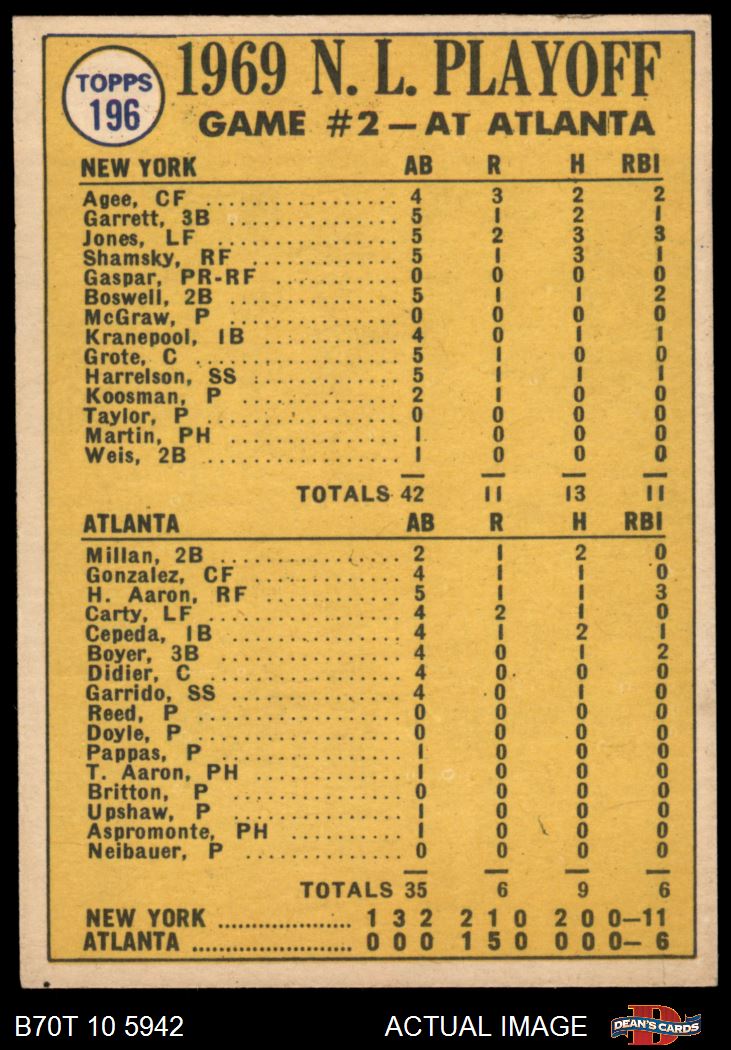 TOPPS
196
1969 N. L. PLAYOFF
GAME #2 — AT ATLANTA
NEW YORK AB R H RBI
Agee, CF .................. 4 3 2 2
Garrett, 3B ............... 5 1 2 1
Jones, LF ................ 5 2 3 3
Shamsky, RF ............. 5 1 3 1
Gaspar, PR-RF ........... 0 0 0 0
Boswell, 2B .............. 5 1 1 2
McGraw, P ............... 0 0 0 0
Kranepool, 1B ............ 4 0 1 1
Grote, C .................. 5 1 0 0
Harrelson, SS ............ 5 1 1 1
Koosman, P ............. 2 1 0 0
Taylor, P ................. 0 0 0 0
Martin, PH .............. 1 0 0 0
Weis, 2B ................ 1 0 0 0
TOTALS 42 11 13 11
ATLANTA AB R H RBI
Millan, 2B ............... 2 1 2 0
Gonzalez, CF ............ 4 1 1 0
H. Aaron, RF ............ 5 1 1 3
Carty, LF ................ 4 2 1 0
Cepeda, 1B .............. 4 1 2 1
Boyer, 3B ................ 4 0 1 2
Didier, C ................. 4 0 0 0
Garrido, SS .............. 4 0 1 0
Reed, P .................. 0 0 0 0
Doyle, P ................. 0 0 0 0
Pappas, P ................ 1 0 0 0
T. Aaron, PH ............ 1 0 0 0
Britton, P .............. 0 0 0 0
Upshaw, P .............. 1 0 0 0
Aspromonte, PH ......... 1 0 0 0
Neibauer, P ............. 0 0 0 0
TOTALS 35 6 9 6
NEW YORK .................. 1 3 2 2 1 0 2 0 0—11
ATLANTA ...................... 0 0 0 1 5 0 0 0 0— 6
B70T 10 5942 ACTUAL IMAGE D DEAN'S CARDS